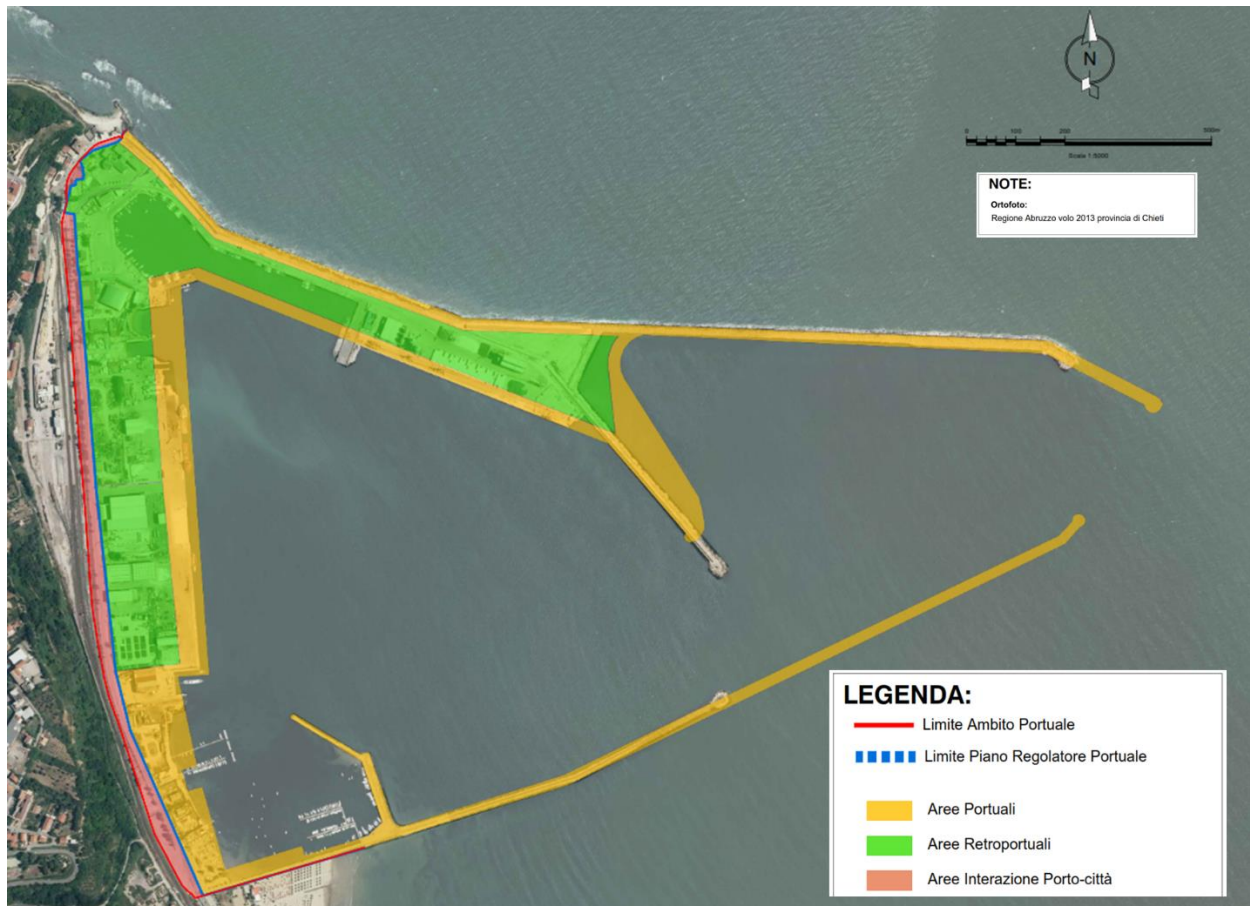 N
0 100 200 500m
Scale 1:5000
NOTE:
Ortofoto:
Regione Abruzzo volo 2013 provincia di Chieti
LEGENDA:
Limite Ambito Portuale
Limite Piano Regolatore Portuale
Aree Portuali
Aree Retroportuali
Aree Interazione Porto-città